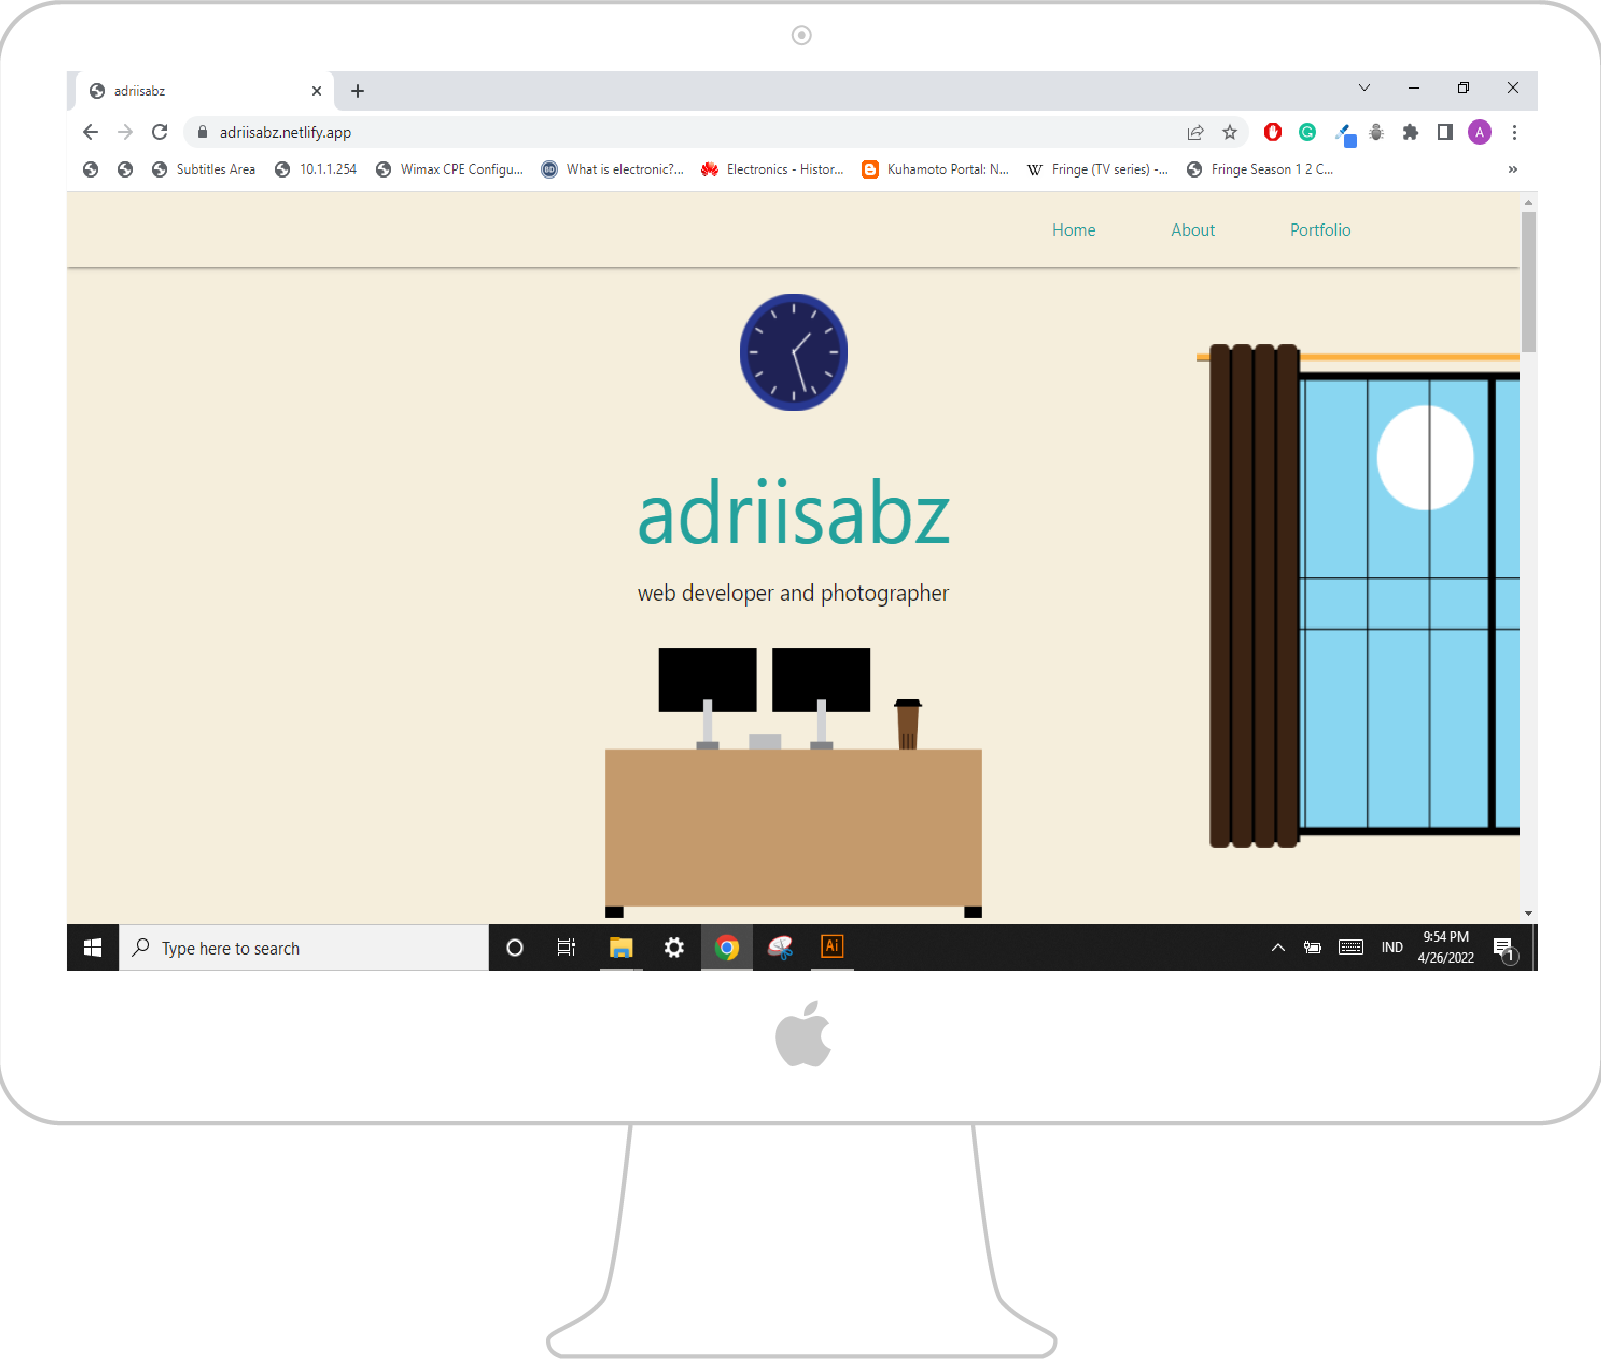 adriisabz
adriisabz.netlify.app
A
Subtitles Area 10.1.1.254 Wimax CPE Configu... What is electronic?... Electronics - Histor... Kuhamoto Portal: N... W Fringe (TV series) -... Fringe Season 1 2 C... »
Home About Portfolio
adriisabz
web developer and photographer
Type here to search
Ai
IND
9:54 PM
4/26/2022
1